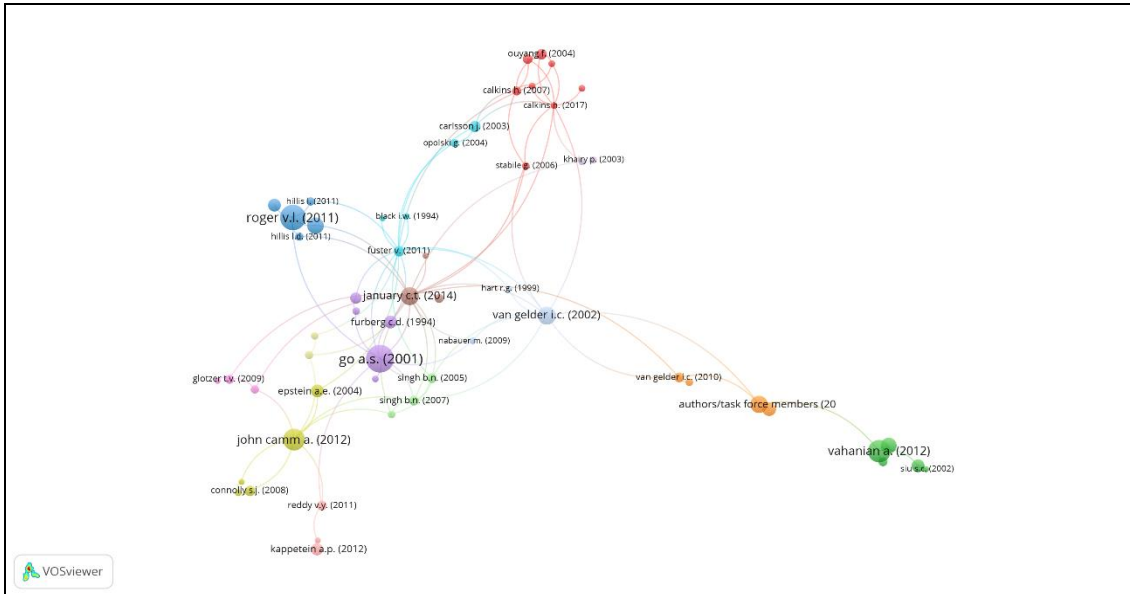 ouyang f. (2004)
calkins h. (2007)
calkins h. (2017)
carlsson j. (2003)
opolski g. (2004)
stabile g. (2006)
khairy p. (2003)
hillis l. (2011)
roger v.l. (2011)
black i.w. (1994)
hillis l.d. (2011)
fuster v. (2011)
hart r.g. (1999)
january c.t. (2014)
van gelder i.c. (2002)
furberg c.d. (1994)
nabauer m. (2009)
go a.s. (2001)
glotzer t.v. (2009)
singh b.n. (2005)
van gelder i.c. (2010)
epstein a.e. (2004)
singh b.n. (2007)
authors/task force members (20
john camm a. (2012)
vahanian a. (2012)
siu s.c. (2002)
connolly s.j. (2008)
reddy v.y. (2011)
kappetein a.p. (2012)
VOSviewer